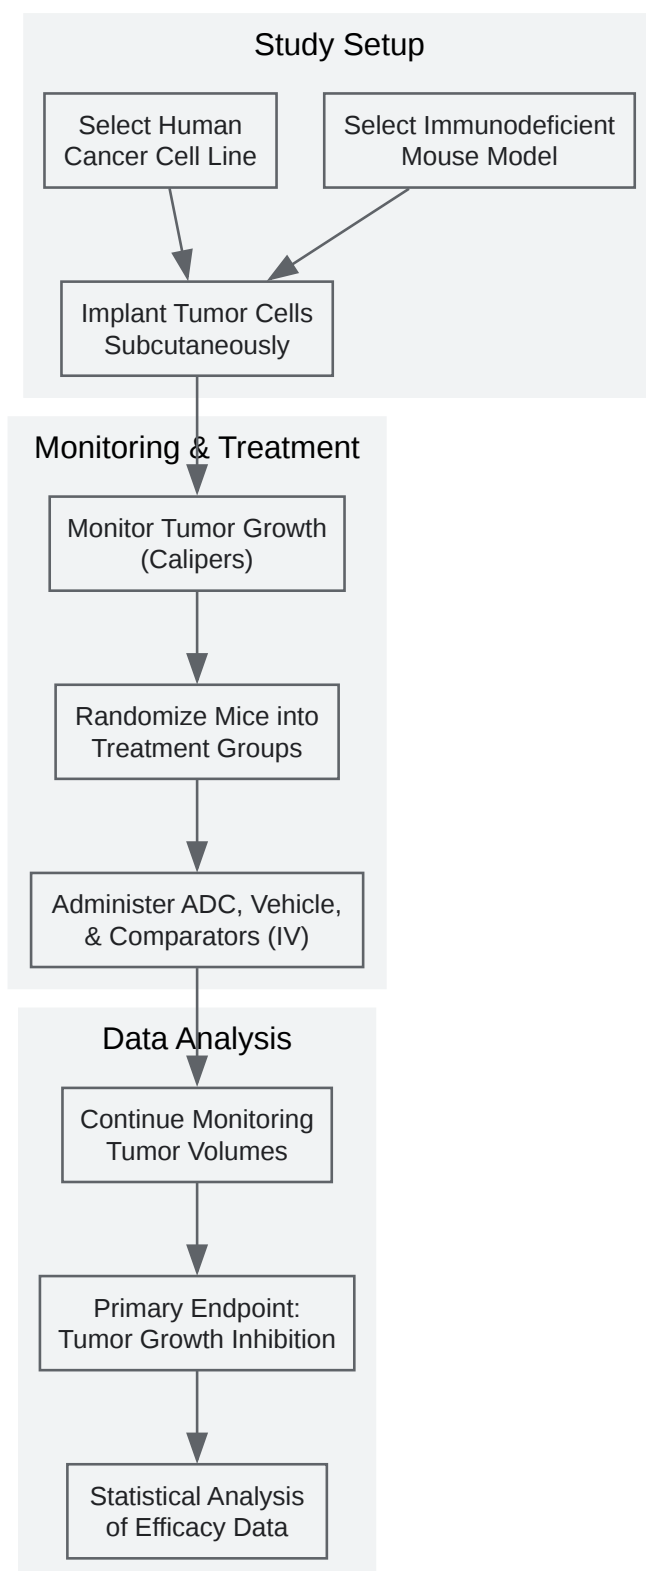 Study Setup
Select Human
Cancer Cell Line
Select Immunodeficient
Mouse Model
Implant Tumor Cells
Subcutaneously
Monitoring & Treatment
Monitor Tumor Growth
(Calipers)
Randomize Mice into
Treatment Groups
Administer ADC, Vehicle,
& Comparators (IV)
Data Analysis
Continue Monitoring
Tumor Volumes
Primary Endpoint:
Tumor Growth Inhibition
Statistical Analysis
of Efficacy Data